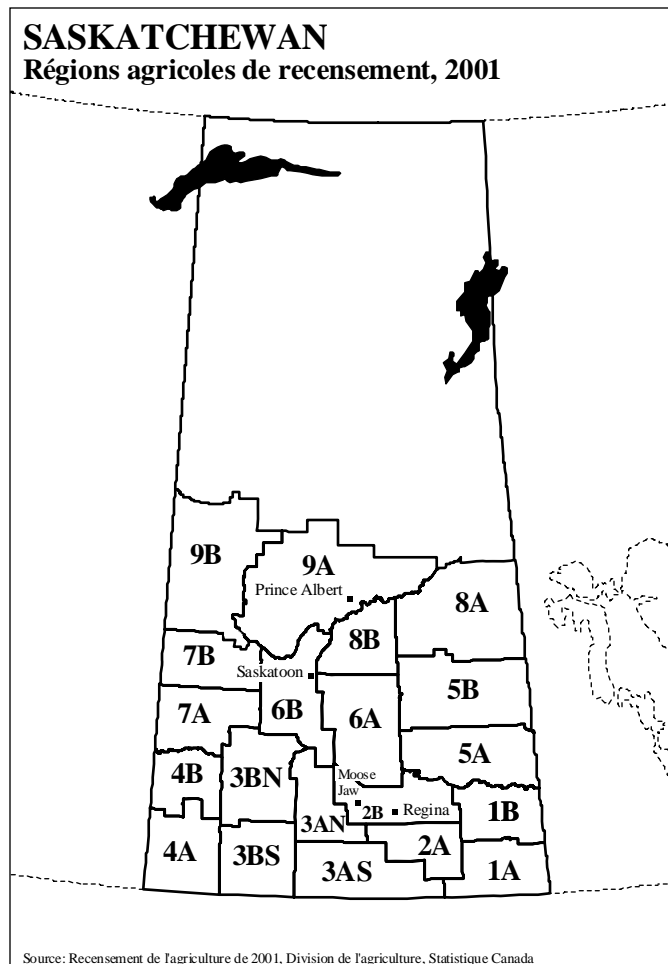 SASKATCHEWAN
Régions agricoles de recensement, 2001
9B
9A
Prince Albert
8A
8B
7B
Saskatoon
5B
7A
6B
6A
5A
4B
3BN
Moose
Jaw
2B
Regina
1B
3AN
4A
3BS
2A
3AS
1A
Source: Recensement de l'agriculture de 2001, Division de l'agriculture, Statistique Canada